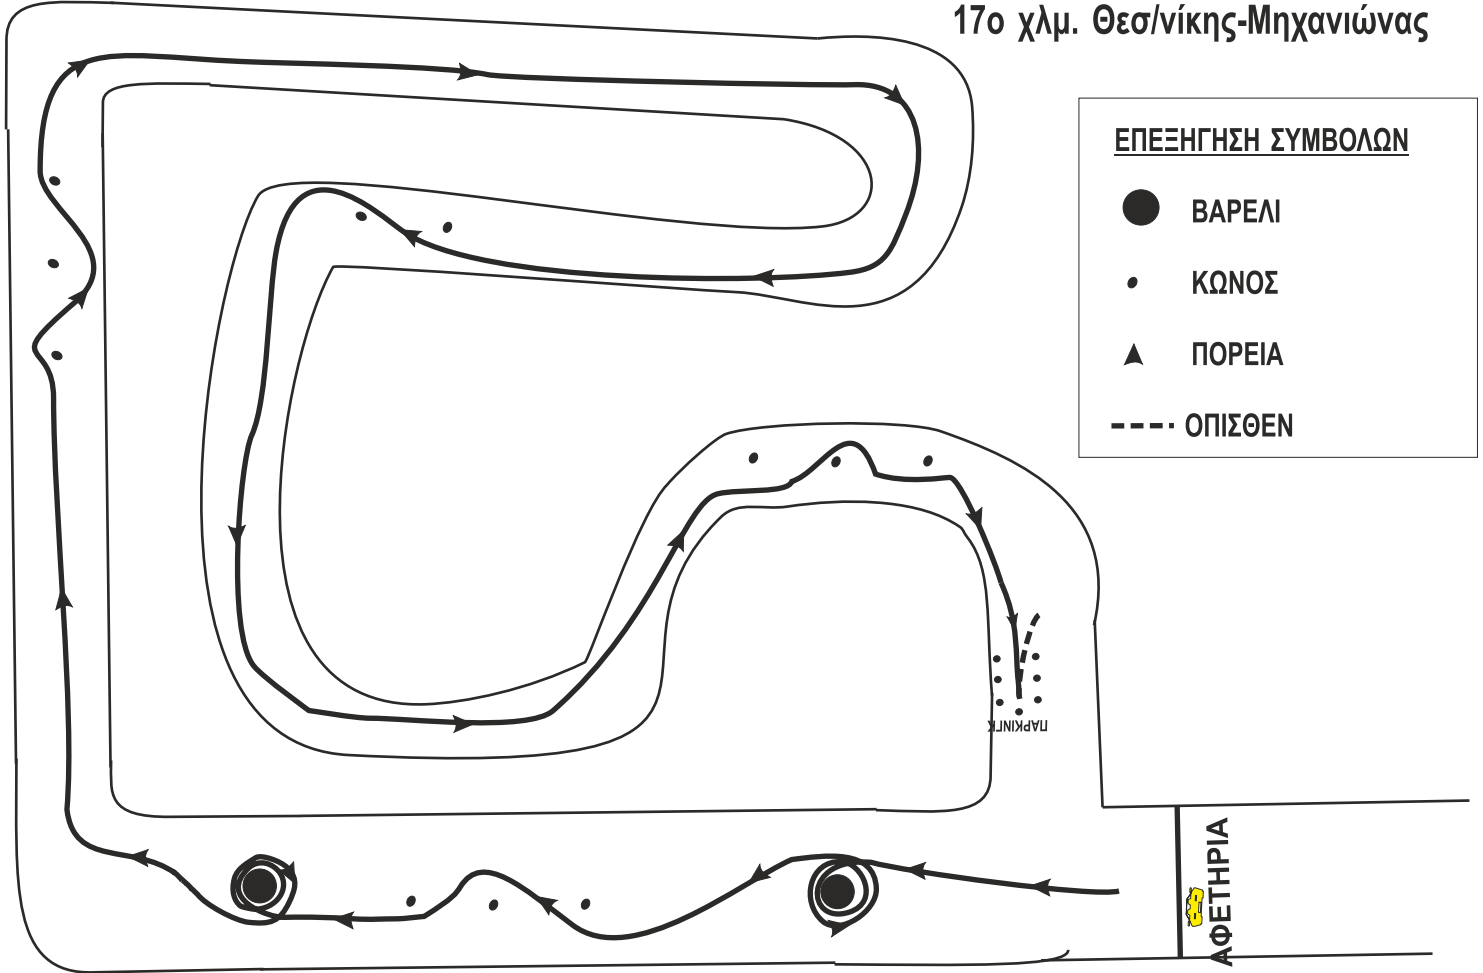 17ο χλμ. Θεσ/νίκης-Μηχανιώνας
ΕΠΕΞΗΓΗΣΗ ΣΥΜΒΟΛΩΝ
ΒΑΡΕΛΙ
ΚΩΝΟΣ
ΠΟΡΕΙΑ
ΟΠΙΣΘΕΝ
ΠΑΡΚΙΝΓΚ
ΑΦΕΤΗΡΙΑ